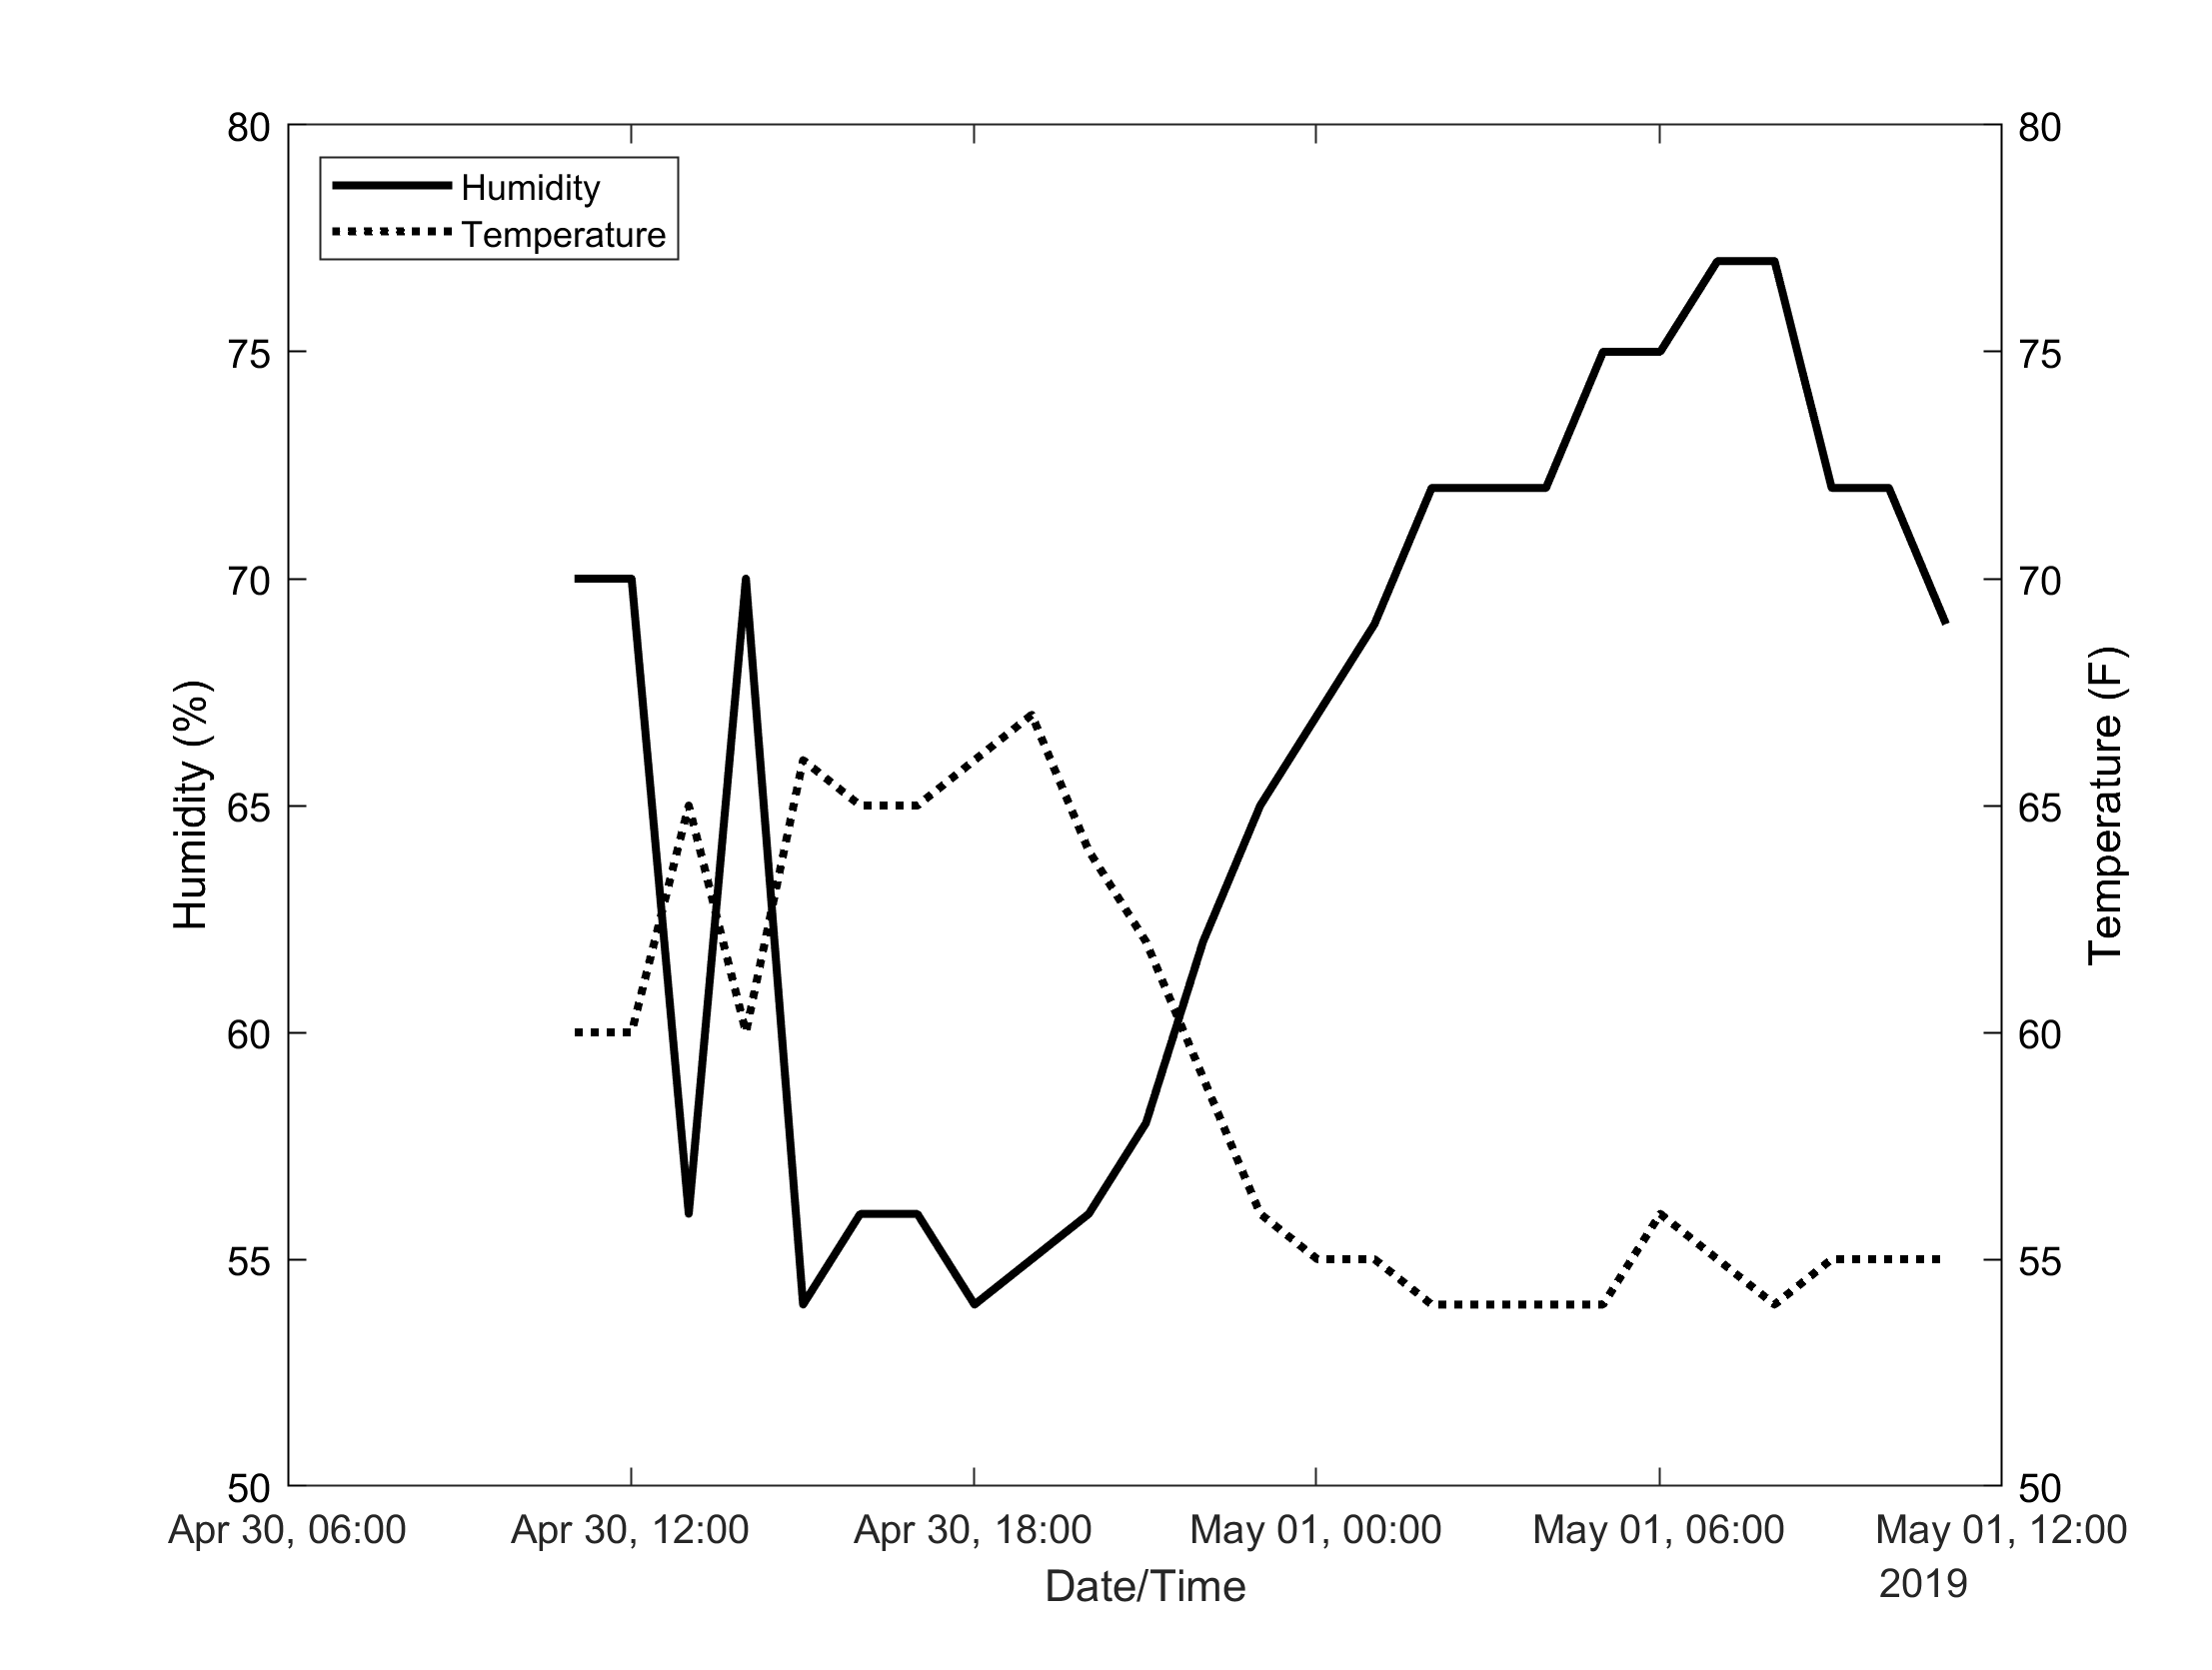 80
80
Humidity
Temperature
75
75
70
70
65
65
Humidity (%)
Temperature (F)
60
60
55
55
50
50
Apr 30, 06:00
Apr 30, 12:00
Apr 30, 18:00
May 01, 00:00
May 01, 06:00
May 01, 12:00
Date/Time
2019